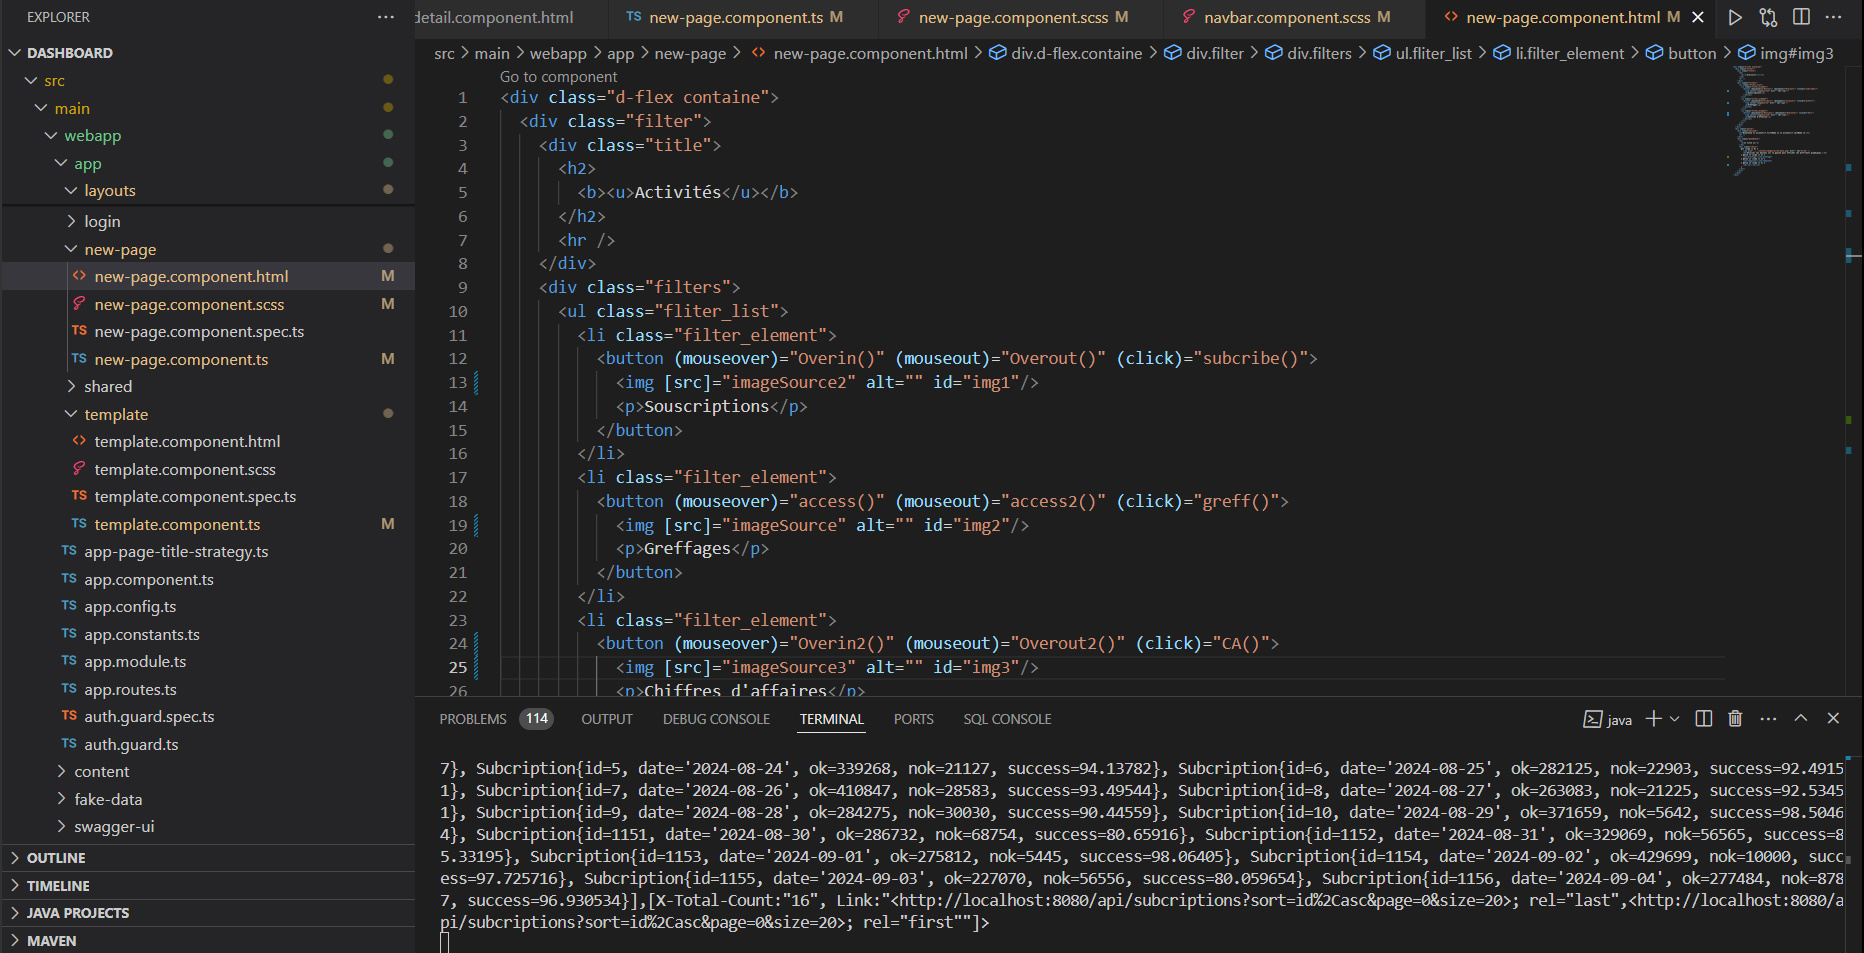 EXPLORER
DASHBOARD
src
main
webapp
app
layouts
login
new-page
new-page.component.html M
new-page.component.scss M
new-page.component.spec.ts
new-page.component.ts M
shared
template
template.component.html
template.component.scss
template.component.spec.ts
template.component.ts M
app-page-title-strategy.ts
app.component.ts
app.config.ts
app.constants.ts
app.module.ts
app.routes.ts
auth.guard.spec.ts
auth.guard.ts
content
fake-data
swagger-ui
OUTLINE
TIMELINE
JAVA PROJECTS
MAVEN
detail.component.html TS new-page.component.ts M new-page.component.scss M navbar.component.scss M new-page.component.html M
src > main > webapp > app > new-page > new-page.component.html > div.d-flex.containe > div.filter > div.filters > ul.fliter_list > li.filter_element > button > img#img3
Go to component
1 <div class="d-flex containe">
2 <div class="filter">
3 <div class="title">
4 <h2>
5 <b><u>Activités</u></b>
6 </h2>
7 <hr />
8 </div>
9 <div class="filters">
10 <ul class="fliter_list">
11 <li class="filter_element">
12 <button (mouseover)="Overin()" (mouseout)="Overout()" (click)="subcribe()">
13 <img [src]="imageSource2" alt="" id="img1"/>
14 <p>Souscriptions</p>
15 </button>
16 </li>
17 <li class="filter_element">
18 <button (mouseover)="access()" (mouseout)="access2()" (click)="greff()">
19 <img [src]="imageSource" alt="" id="img2"/>
20 <p>Greffages</p>
21 </button>
22 </li>
23 <li class="filter_element">
24 <button (mouseover)="Overin2()" (mouseout)="Overout2()" (click)="CA()">
25 <img [src]="imageSource3" alt="" id="img3"/>
26 <p>Chiffres d'affaires</p>
PROBLEMS 114 OUTPUT DEBUG CONSOLE TERMINAL PORTS SQL CONSOLE java
7}, Subcription{id=5, date='2024-08-24', ok=339268, nok=21127, success=94.13782}, Subcription{id=6, date='2024-08-25', ok=282125, nok=22903, success=92.4915
1}, Subcription{id=7, date='2024-08-26', ok=410847, nok=28583, success=93.49544}, Subcription{id=8, date='2024-08-27', ok=263083, nok=21225, success=92.5345
1}, Subcription{id=9, date='2024-08-28', ok=284275, nok=30030, success=90.44559}, Subcription{id=10, date='2024-08-29', ok=371659, nok=5642, success=98.5046
4}, Subcription{id=1151, date='2024-08-30', ok=286732, nok=68754, success=80.65916}, Subcription{id=1152, date='2024-08-31', ok=329069, nok=56565, success=8
5.33195}, Subcription{id=1153, date='2024-09-01', ok=275812, nok=5445, success=98.06405}, Subcription{id=1154, date='2024-09-02', ok=429699, nok=10000, succ
ess=97.725716}, Subcription{id=1155, date='2024-09-03', ok=227070, nok=56556, success=80.059654}, Subcription{id=1156, date='2024-09-04', ok=277484, nok=878
7, success=96.930534}],[X-Total-Count:"16", Link:"<http://localhost:8080/api/subcriptions?sort=id%2Casc&page=0&size=20>; rel="last",<http://localhost:8080/a
pi/subcriptions?sort=id%2Casc&page=0&size=20>; rel="first""]>